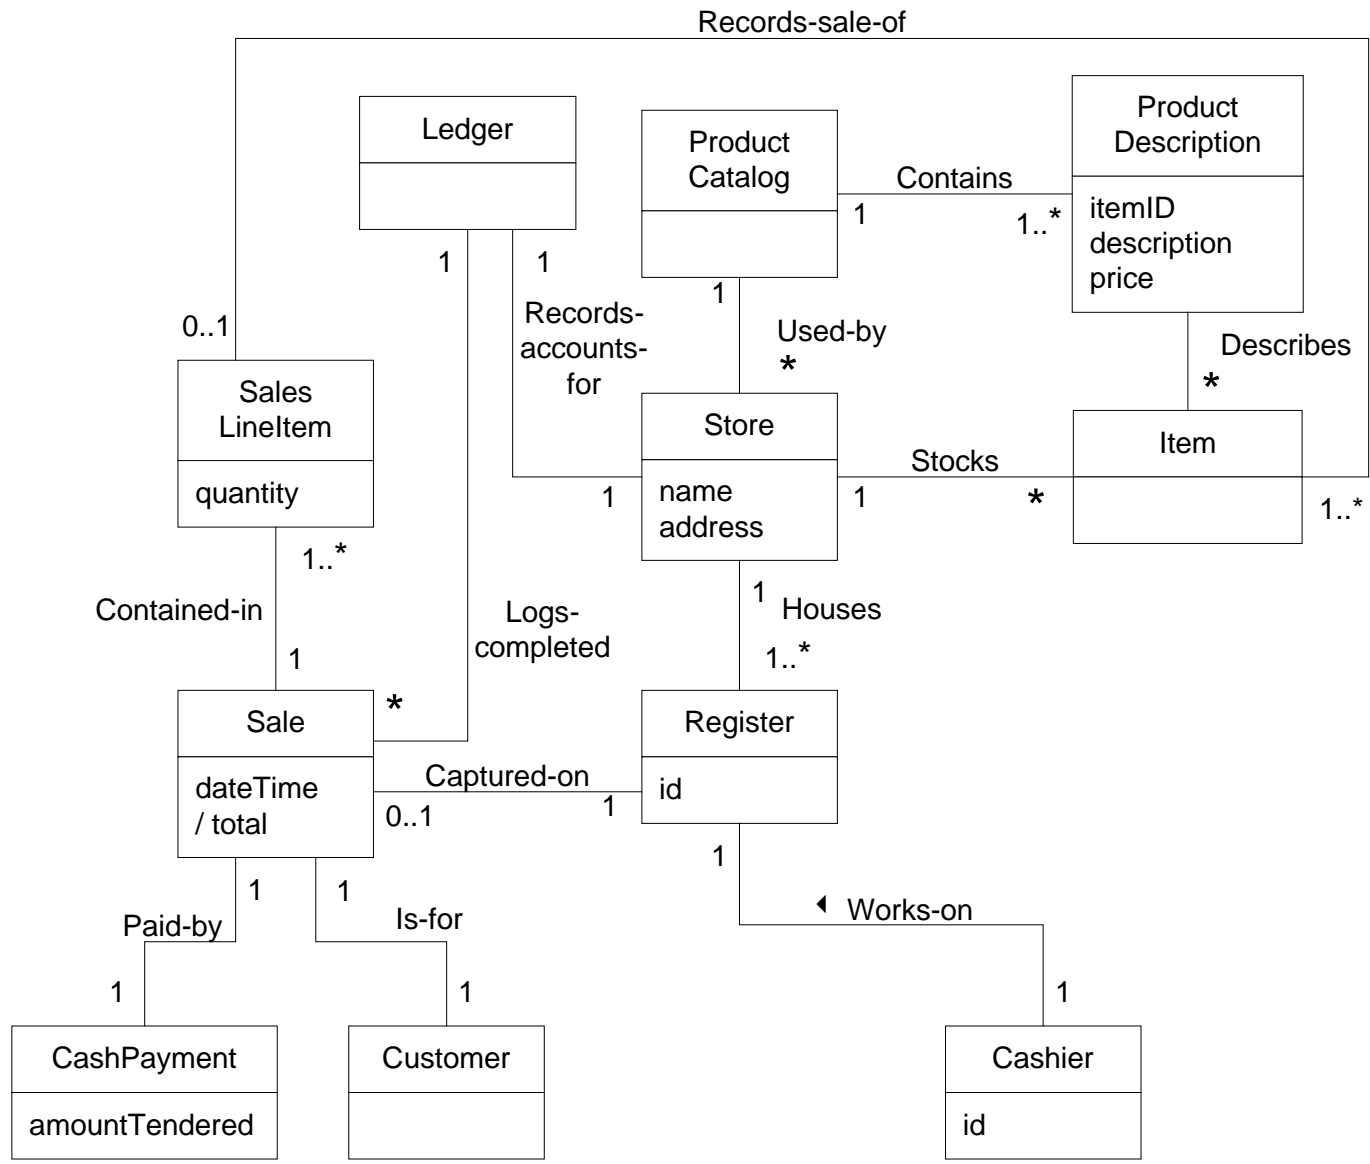 Records-sale-of
Ledger
Product
Catalog
Product
Description
Contains
1
1..*
itemID
description
price
1
1
1
Records-
accounts-
for
Used-by
*
0..1
Describes
*
Sales
LineItem
quantity
Store
name
address
Stocks
1
1
*
Item
1..*
1..*
Contained-in
1
Logs-
completed
1
Houses
1..*
*
Sale
dateTime
/ total
Captured-on
0..1
1
Register
id
1
1
1
Paid-by
Is-for
Works-on
1
1
1
CashPayment
amountTendered
Customer
Cashier
id